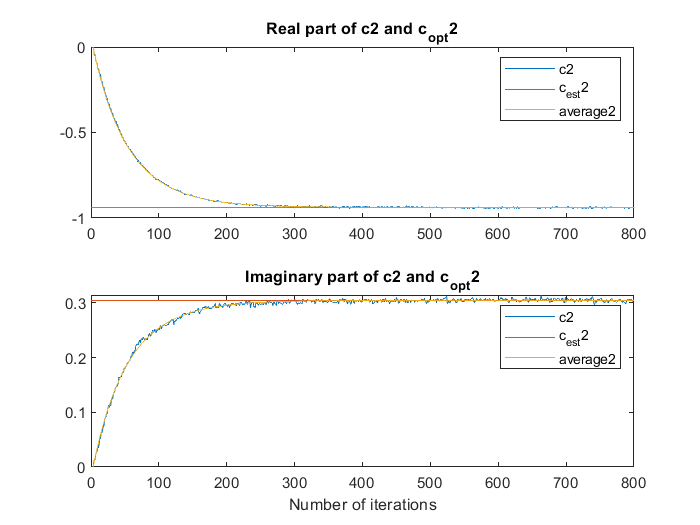 Real part of c2 and c_opt2
0
-0.5
-1
c2
c_est2
average2
0 100 200 300 400 500 600 700 800
Imaginary part of c2 and c_opt2
0.3
0.2
0.1
0
c2
c_est2
average2
0 100 200 300 400 500 600 700 800
Number of iterations